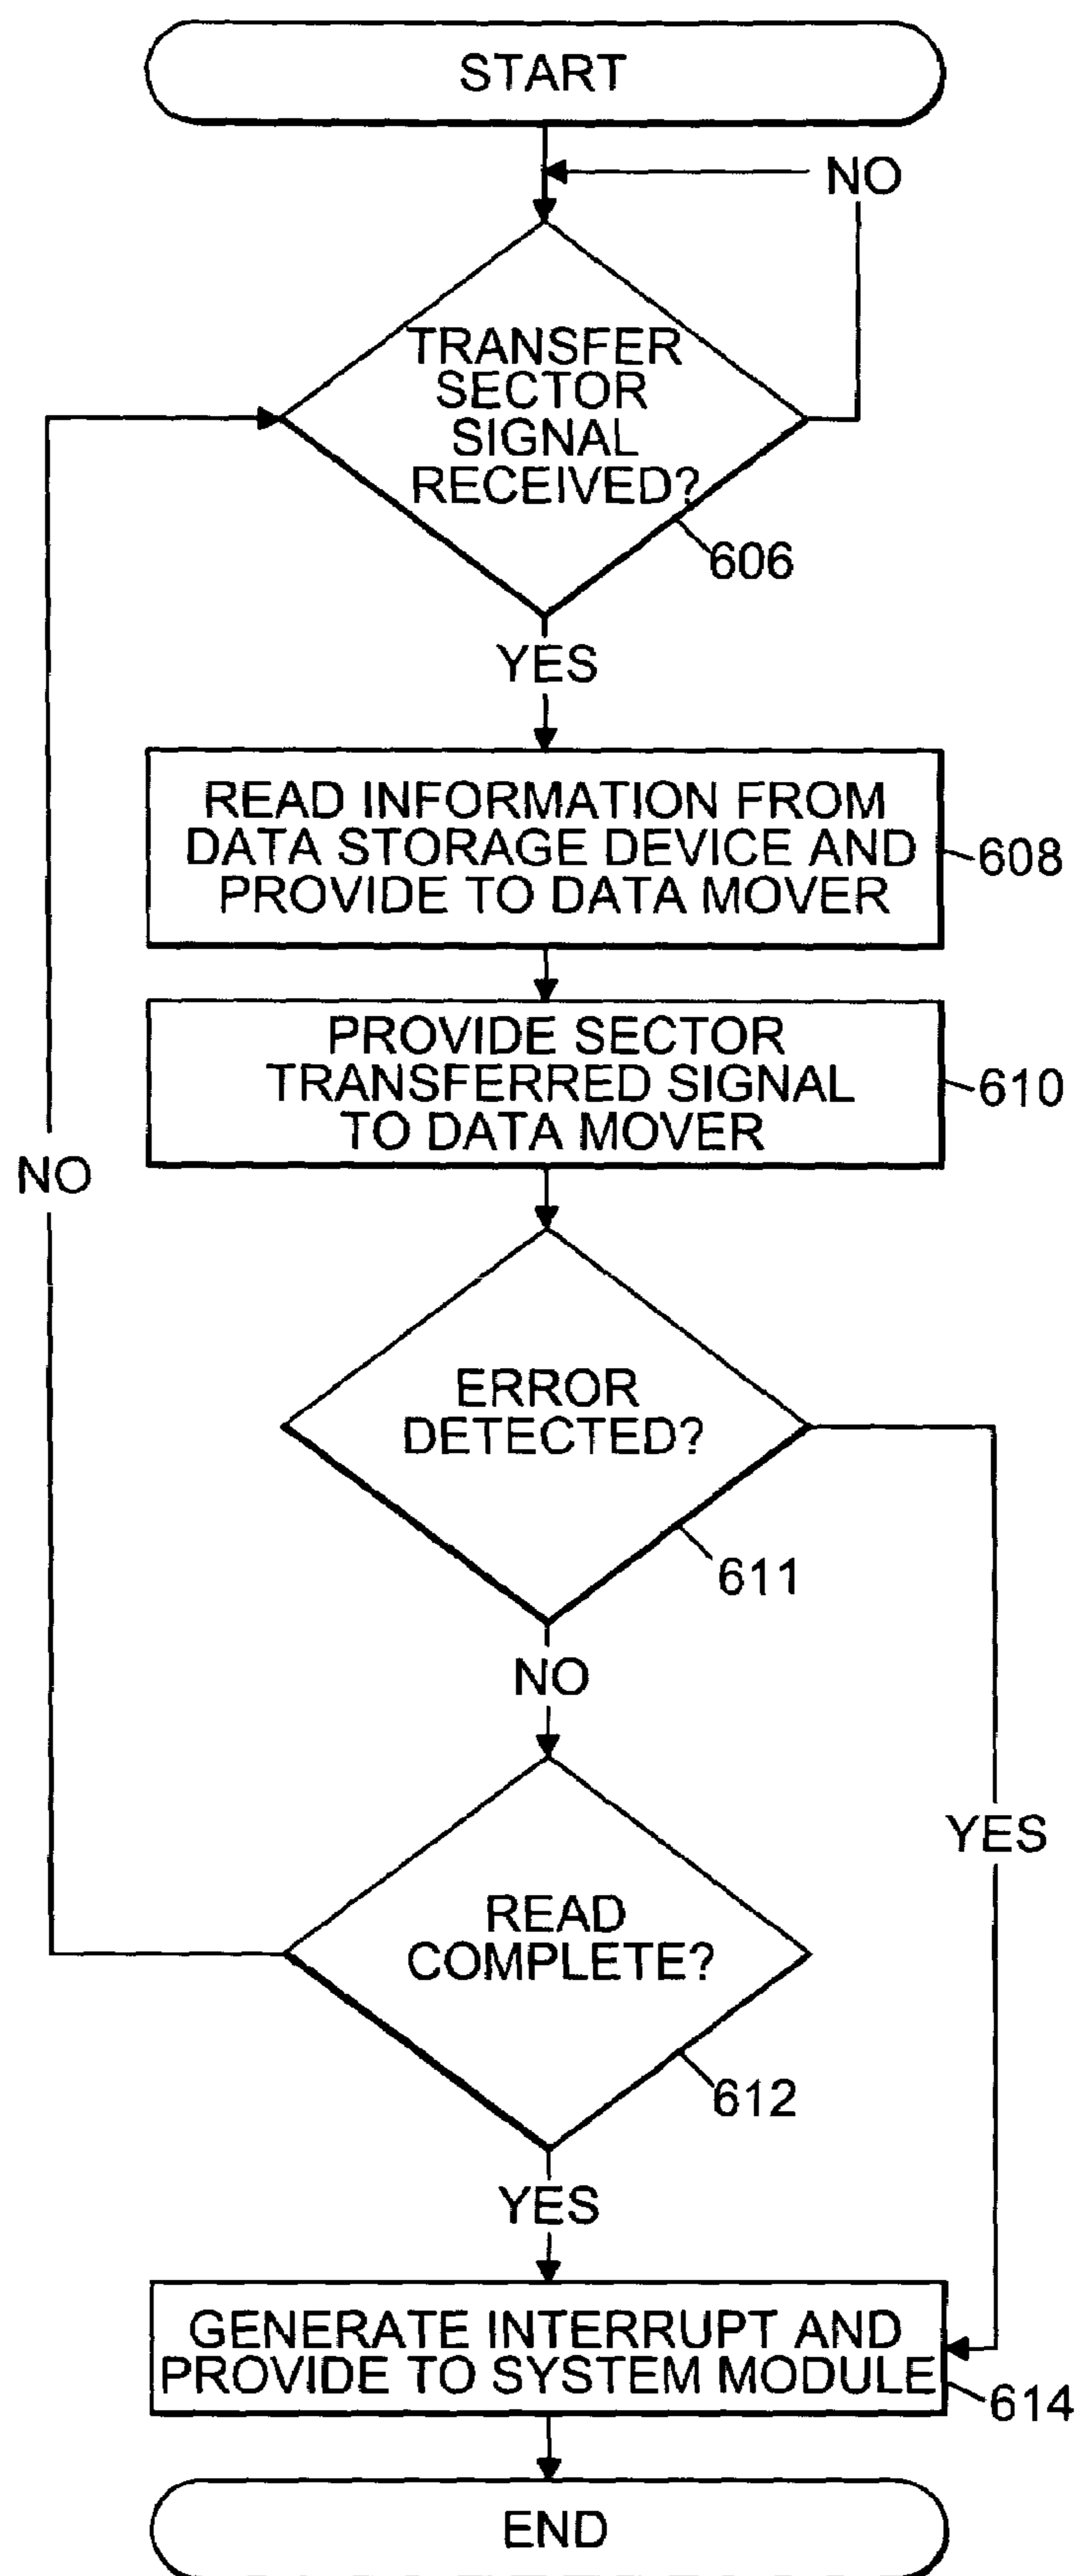 START
NO
TRANSFER
SECTOR
SIGNAL
RECEIVED?
606
YES
READ INFORMATION FROM
DATA STORAGE DEVICE AND
PROVIDE TO DATA MOVER
608
PROVIDE SECTOR
TRANSFERRED SIGNAL
TO DATA MOVER
610
NO
ERROR
DETECTED?
611
NO
YES
READ
COMPLETE?
612
YES
GENERATE INTERRUPT AND
PROVIDE TO SYSTEM MODULE
614
END